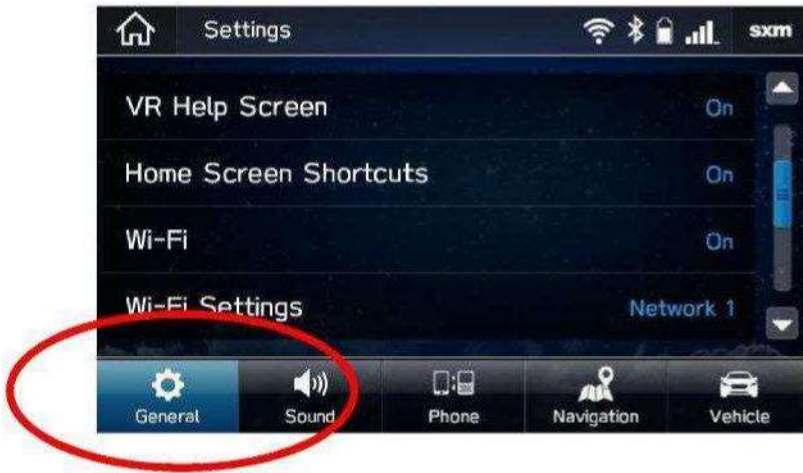 Settings sxm
VR Help Screen On
Home Screen Shortcuts On
Wi-Fi On
Wi-Fi Settings Network 1
General Sound Phone Navigation Vehicle